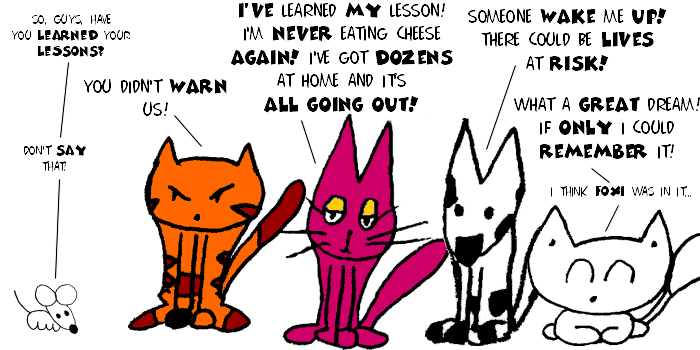 SO, GUYS, HAVE
YOU LEARNED YOUR
LESSONS?
DON'T SAY
THAT!
YOU DIDN'T WARN
US!
I'VE LEARNED MY LESSON!
I'M NEVER EATING CHEESE
AGAIN! I'VE GOT DOZENS
AT HOME AND IT'S
ALL GOING OUT!
SOMEONE WAKE ME UP!
THERE COULD BE LIVES
AT RISK!
WHAT A GREAT DREAM!
IF ONLY I COULD
REMEMBER IT!
I THINK FOXI WAS IN IT...